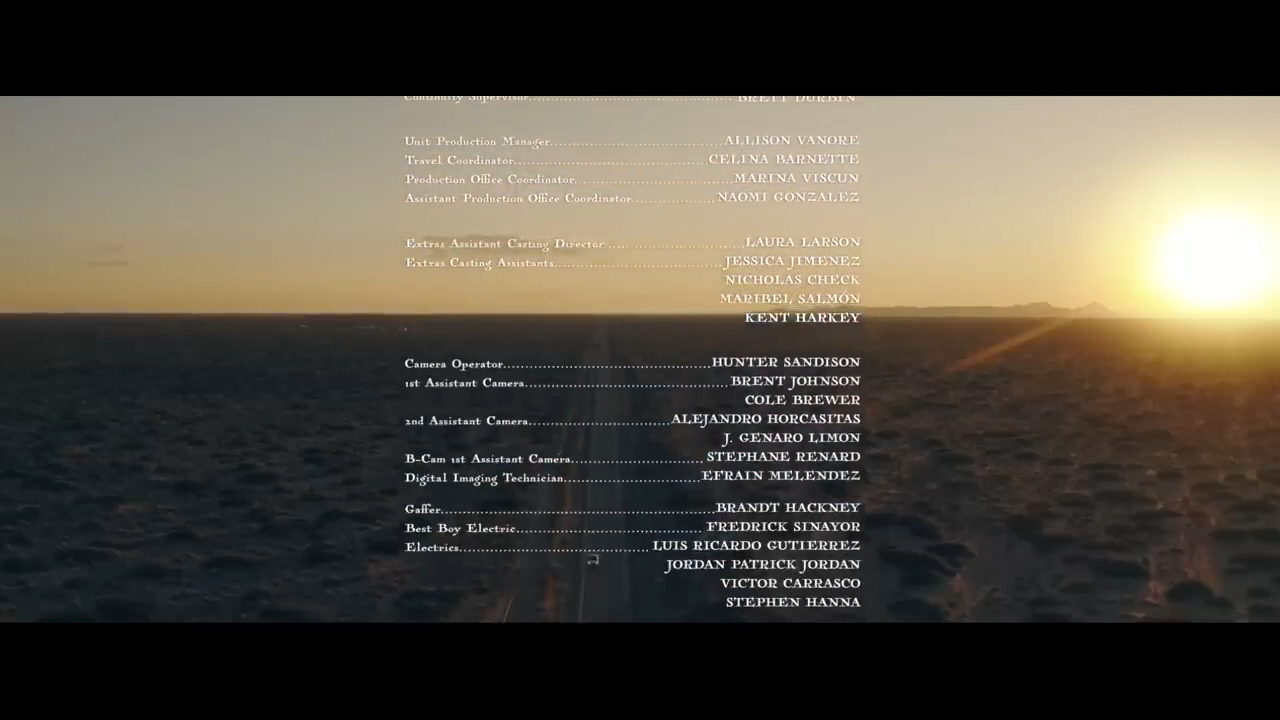 Continuity Supervisor........ BRETT DURBIN
Unit Production Manager........ ALLISON VANORE
Travel Coordinator........ CELINA BARNETTE
Production Office Coordinator........ MARINA VISCUN
Assistant Production Office Coordinator........ NAOMI GONZALEZ
Extras Assistant Casting Director........ LAURA LARSON
Extras Casting Assistants........ JESSICA JIMENEZ
NICHOLAS CHECK
MARIBEL SALMÓN
KENT HARKEY
Camera Operator........ HUNTER SANDISON
1st Assistant Camera........ BRENT JOHNSON
COLE BREWER
2nd Assistant Camera........ ALEJANDRO HORCASITAS
J. GENARO LIMON
B-Cam 1st Assistant Camera........ STEPHANE RENARD
Digital Imaging Technician........ EFRAIN MELENDEZ
Gaffer........ BRANDT HACKNEY
Best Boy Electric........ FREDRICK SINAYOR
Electrics........ LUIS RICARDO GUTIERREZ
JORDAN PATRICK JORDAN
VICTOR CARRASCO
STEPHEN HANNA